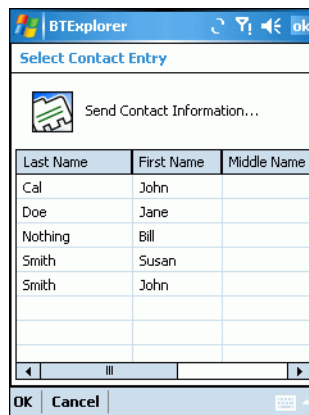 BTExplorer ok
Select Contact Entry
Send Contact Information...
Last Name First Name Middle Name
Cal John
Doe Jane
Nothing Bill
Smith Susan
Smith John
OK Cancel